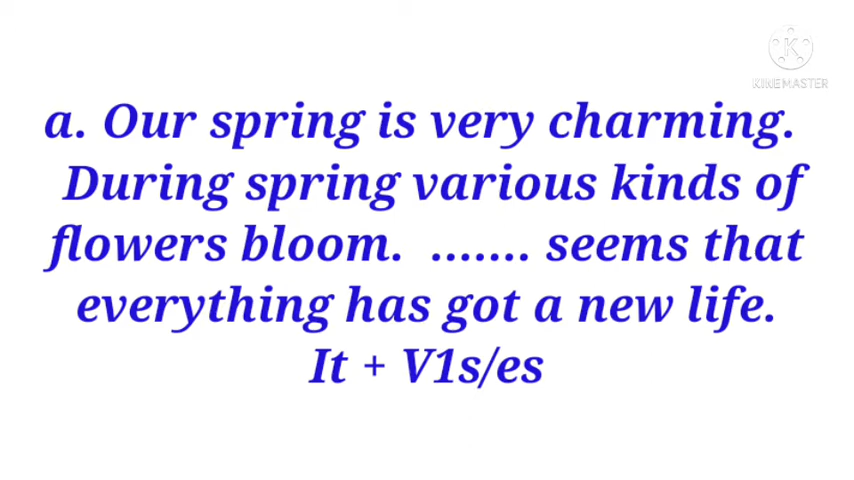 K
KINEMASTER
a. Our spring is very charming.
During spring various kinds of
flowers bloom. ....... seems that
everything has got a new life.
It + V1s/es